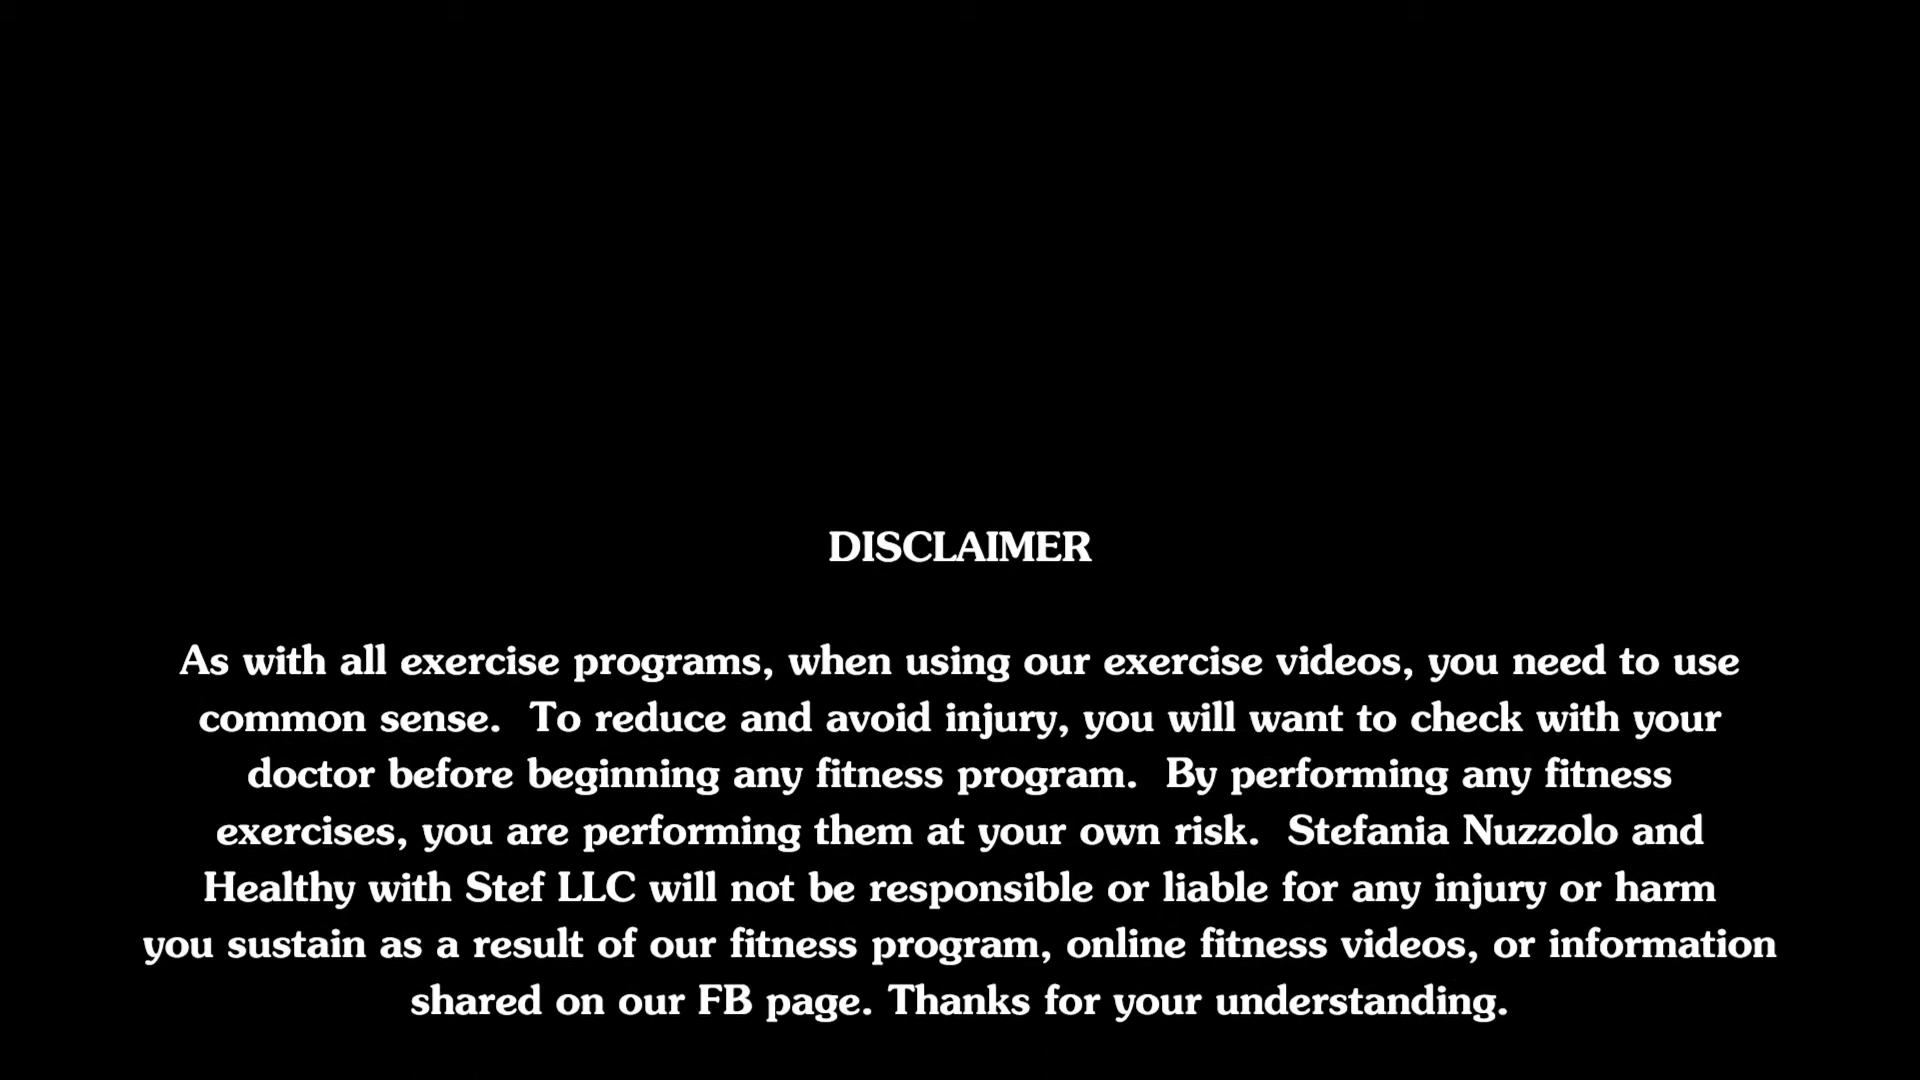 DISCLAIMER
As with all exercise programs, when using our exercise videos, you need to use
common sense.  To reduce and avoid injury, you will want to check with your
doctor before beginning any fitness program.  By performing any fitness
exercises, you are performing them at your own risk.  Stefania Nuzzolo and
Healthy with Stef LLC will not be responsible or liable for any injury or harm
you sustain as a result of our fitness program, online fitness videos, or information
shared on our FB page. Thanks for your understanding.